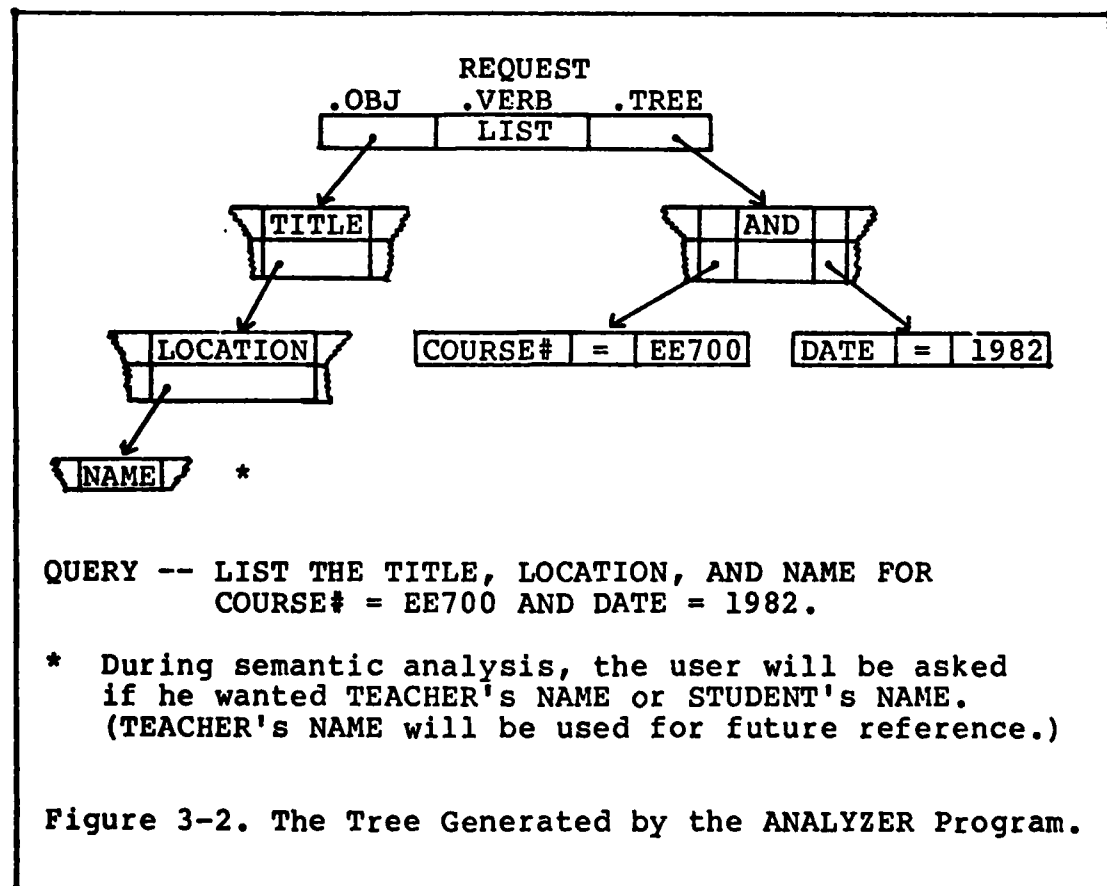 REQUEST
.OBJ .VERB .TREE
LIST
TITLE AND
LOCATION COURSE# = EE700 DATE = 1982
NAME *
QUERY -- LIST THE TITLE, LOCATION, AND NAME FOR
COURSE# = EE700 AND DATE = 1982.
* During semantic analysis, the user will be asked
if he wanted TEACHER's NAME or STUDENT's NAME.
(TEACHER's NAME will be used for future reference.)
Figure 3-2. The Tree Generated by the ANALYZER Program.